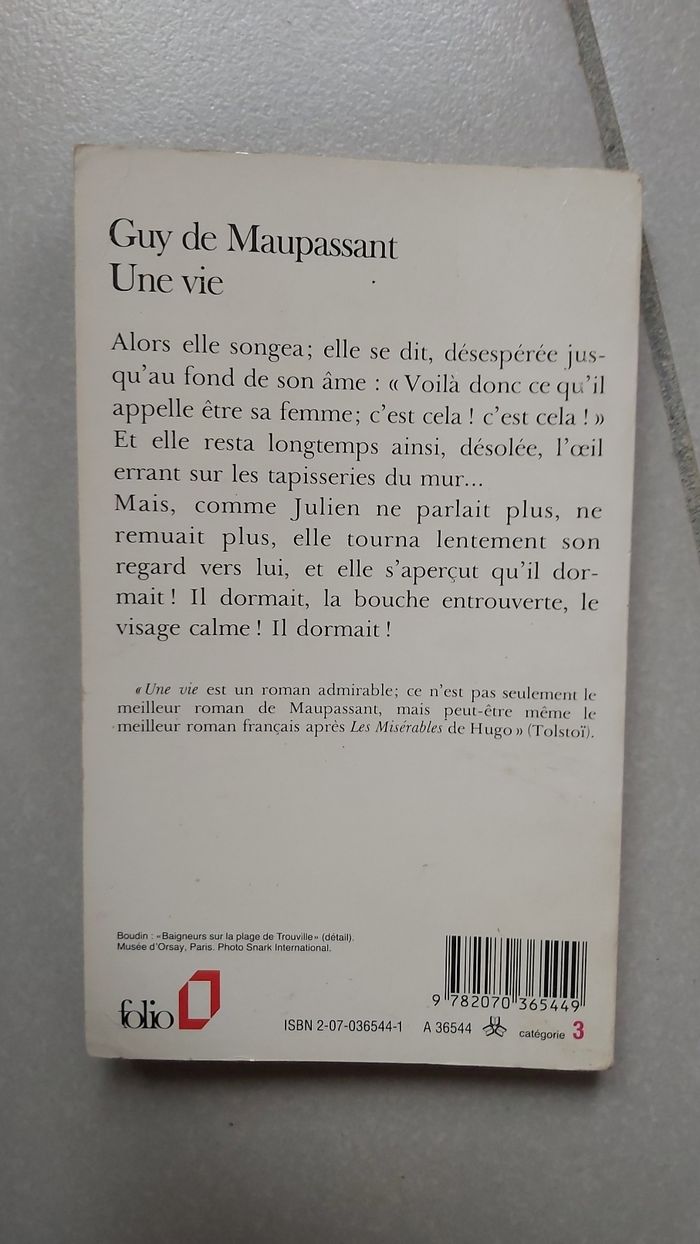 Guy de Maupassant
Une vie
Alors elle songea; elle se dit, désespérée jus-
qu'au fond de son âme : « Voilà donc ce qu'il
appelle être sa femme; c'est cela ! c'est cela ! »
Et elle resta longtemps ainsi, désolée, l'œil
errant sur les tapisseries du mur...
Mais, comme Julien ne parlait plus, ne
remuait plus, elle tourna lentement son
regard vers lui, et elle s'aperçut qu'il dor-
mait ! Il dormait, la bouche entrouverte, le
visage calme ! Il dormait !
« Une vie est un roman admirable; ce n'est pas seulement le
meilleur roman de Maupassant, mais peut-être même le
meilleur roman français après Les Misérables de Hugo » (Tolstoï).
Boudin : «Baigneurs sur la plage de Trouville» (détail).
Musée d'Orsay, Paris. Photo Snark International.
9 782070 365449
folio
ISBN 2-07-036544-1 A 36544 catégorie 3